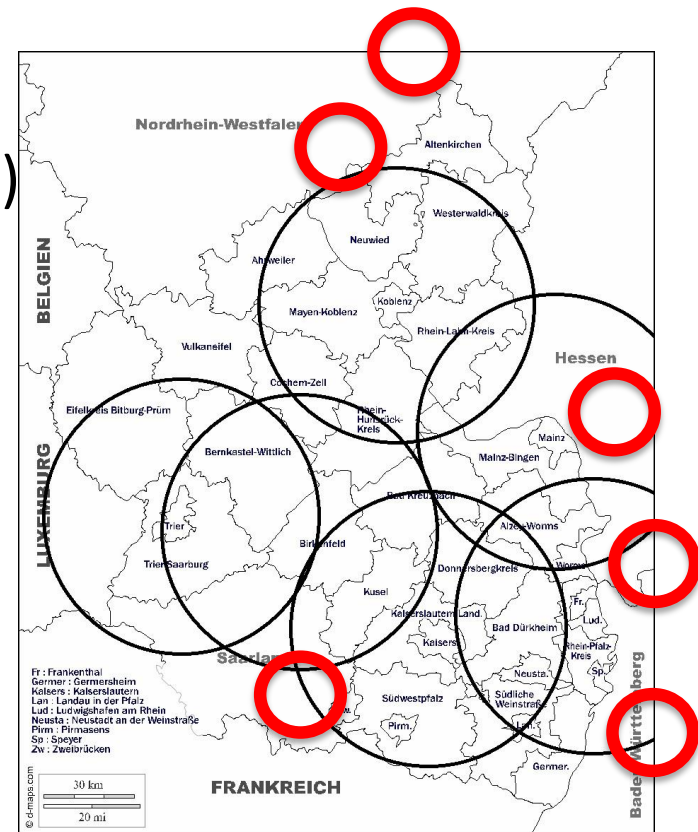 )
Nordrhein-Westfalen
Altenkirchen
Westerwaldkreis
Neuwied
BELGIEN
Ahrweiler
Mayen-Koblenz
Koblenz
Rhein-Lahn-Kreis
Vulkaneifel
Hessen
Cochem-Zell
Eifelkreis Bitburg-Prüm
Rhein-
Hunsrück-
Kreis
Mainz
Bernkastel-Wittlich
Mainz-Bingen
LUXEMBURG
Bad Kreuznach
Trier
Alzey-Worms
Birkenfeld
Trier-Saarburg
Donnersbergkreis
Worms
Kusel
Fr.
Kaiserslautern Land.
Lud.
Bad Dürkheim
Kaisers.
Rhein-Pfalz-
Kreis
Saarland
Sp.
Neusta.
Südwestpfalz
Südliche
Weinstraße
Zw.
Pirm.
Lan.
Germer.
Baden-Württemberg
Fr : Frankenthal
Germer : Germersheim
Kaisers : Kaiserslautern
Lan : Landau in der Pfalz
Lud : Ludwigshafen am Rhein
Neusta : Neustadt an der Weinstraße
Pirm : Pirmasens
Sp : Speyer
Zw : Zweibrücken
FRANKREICH
30 km
20 mi
© d-maps.com